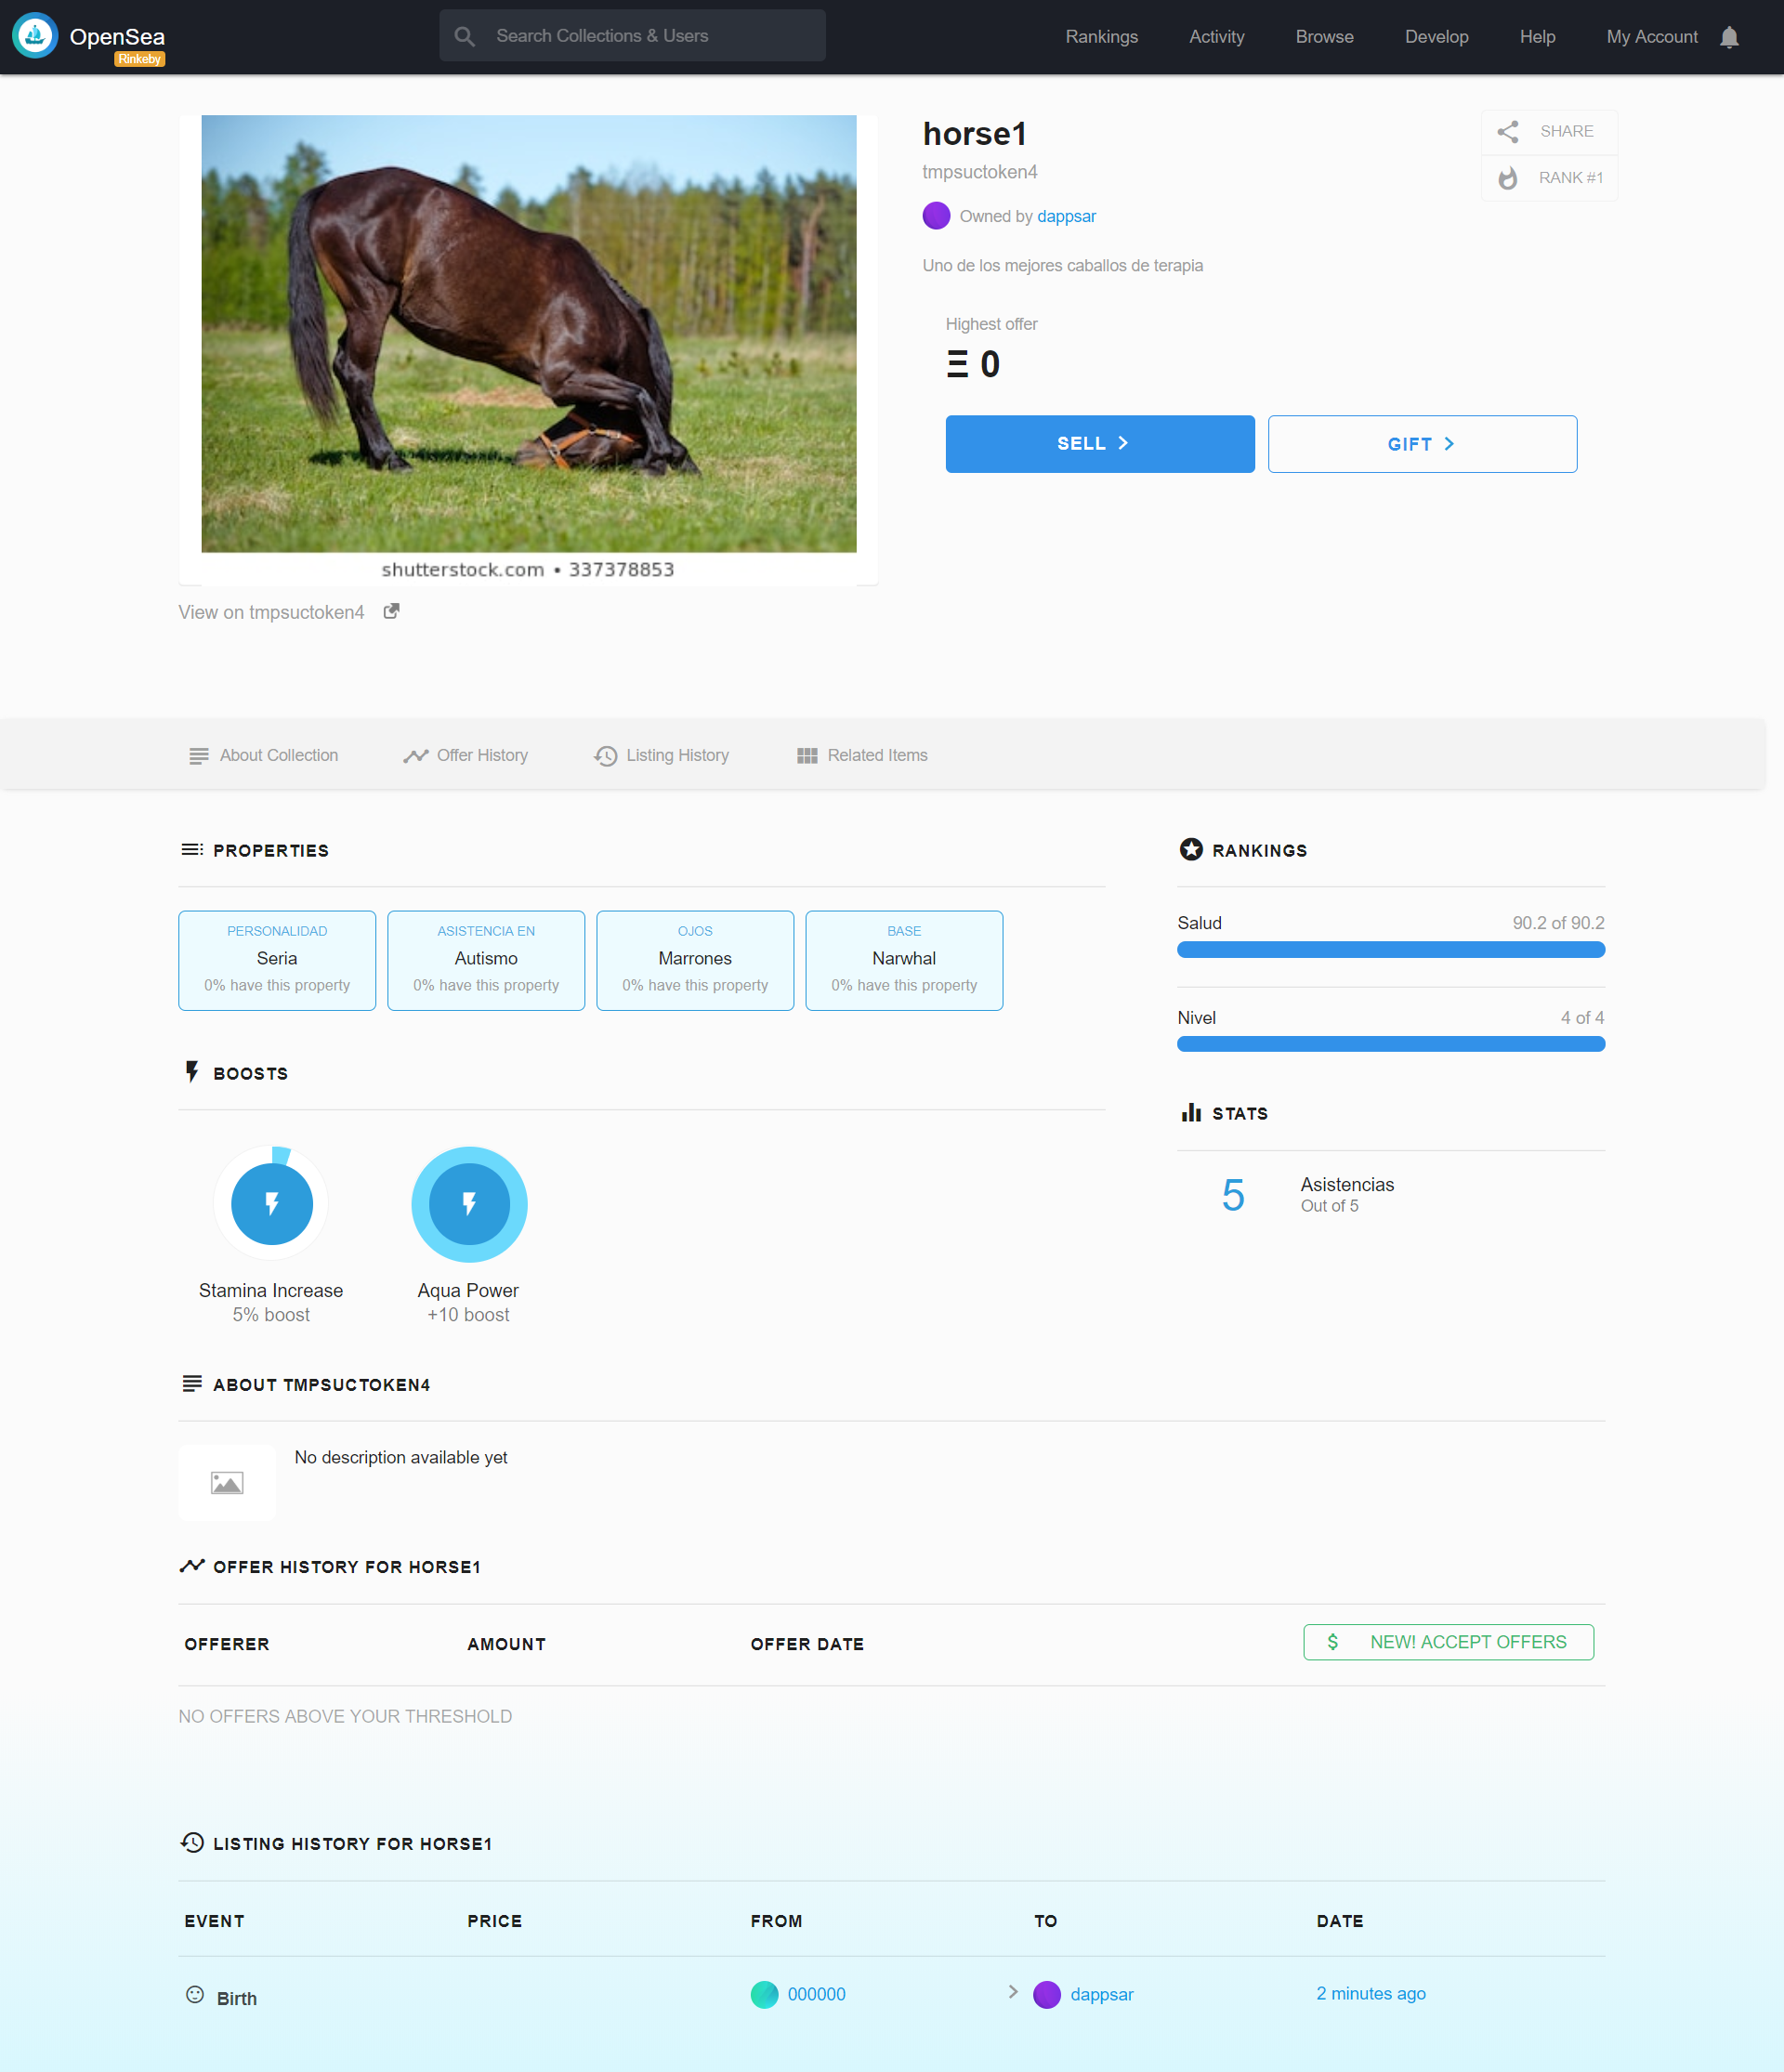 OpenSea
Rinkeby
Search Collections & Users
Rankings
Activity
Browse
Develop
Help
My Account
horse1
tmpsuctoken4
Owned by dappsar
Uno de los mejores caballos de terapia
SHARE
RANK #1
Highest offer
Ξ 0
SELL
GIFT
shutterstock.com • 337378853
View on tmpsuctoken4
About Collection
Offer History
Listing History
Related Items
PROPERTIES
PERSONALIDAD
Seria
0% have this property
ASISTENCIA EN
Autismo
0% have this property
OJOS
Marrones
0% have this property
BASE
Narwhal
0% have this property
RANKINGS
Salud 90.2 of 90.2
Nivel 4 of 4
BOOSTS
Stamina Increase
5% boost
Aqua Power
+10 boost
STATS
5
Asistencias
Out of 5
ABOUT TMPSUCTOKEN4
No description available yet
OFFER HISTORY FOR HORSE1
OFFERER AMOUNT OFFER DATE
$ NEW! ACCEPT OFFERS
NO OFFERS ABOVE YOUR THRESHOLD
LISTING HISTORY FOR HORSE1
EVENT PRICE FROM TO DATE
Birth 000000 dappsar 2 minutes ago